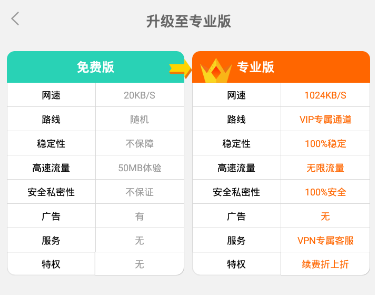 升级至专业版
免费版
网速 20KB/S
路线 随机
稳定性 不保障
高速流量 50MB体验
安全私密性 不保证
广告 有
服务 无
特权 无
专业版
网速 1024KB/S
路线 VIP专属通道
稳定性 100%稳定
高速流量 无限流量
安全私密性 100%安全
广告 无
服务 VPN专属客服
特权 续费折上折